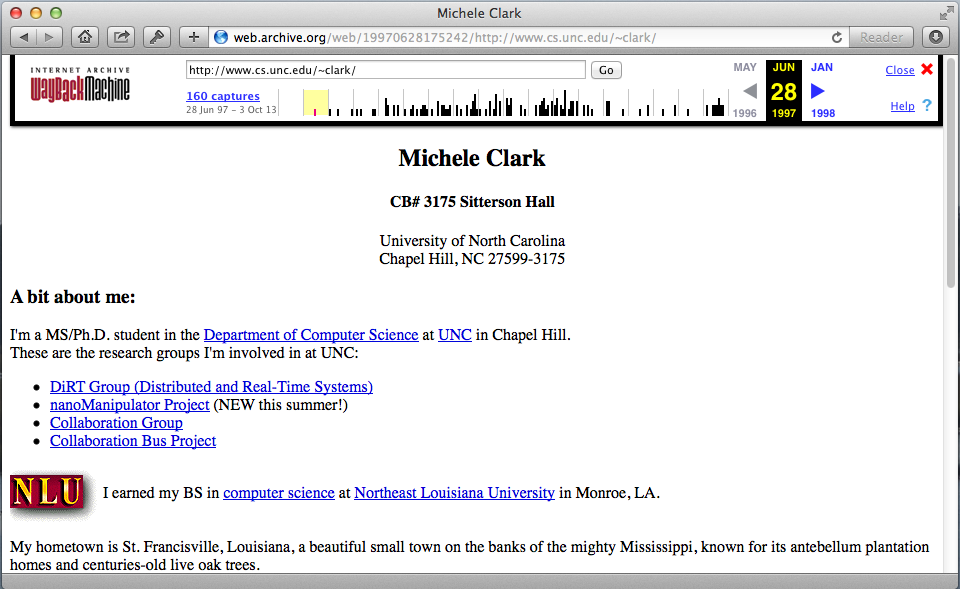 Michele Clark
web.archive.org/web/19970628175242/http://www.cs.unc.edu/~clark/
Reader
INTERNET ARCHIVE
WayBackMachine
http://www.cs.unc.edu/~clark/
Go
160 captures
28 Jun 97 – 3 Oct 13
MAY
JUN
JAN
28
1996
1997
1998
Close
Help ?
Michele Clark
CB# 3175 Sitterson Hall
University of North Carolina
Chapel Hill, NC 27599-3175
A bit about me:
I'm a MS/Ph.D. student in the Department of Computer Science at UNC in Chapel Hill.
These are the research groups I'm involved in at UNC:
DiRT Group (Distributed and Real-Time Systems)
nanoManipulator Project (NEW this summer!)
Collaboration Group
Collaboration Bus Project
NLU
I earned my BS in computer science at Northeast Louisiana University in Monroe, LA.
My hometown is St. Francisville, Louisiana, a beautiful small town on the banks of the mighty Mississippi, known for its antebellum plantation
homes and centuries-old live oak trees.